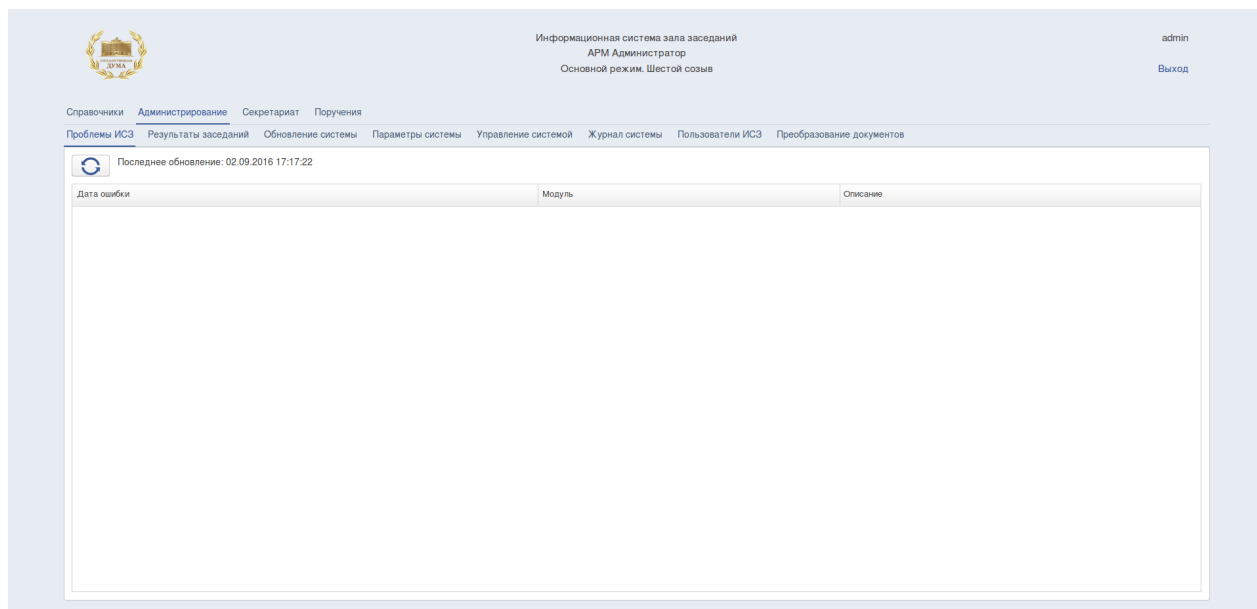 Информационная система зала заседаний
admin
АРМ Администратор
Основной режим. Шестой созыв
Выход
ГОСУДАРСТВЕННАЯ
ДУМА
Справочники Администрирование Секретариат Поручения
Проблемы ИСЗ Результаты заседаний Обновление системы Параметры системы Управление системой Журнал системы Пользователи ИСЗ Преобразование документов
Последнее обновление: 02.09.2016 17:17:22
Дата ошибки Модуль Описание